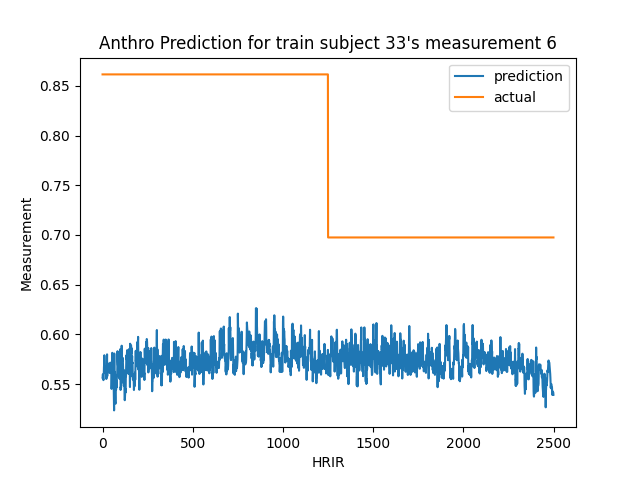 Anthro Prediction for train subject 33's measurement 6
prediction
actual
Measurement
0.85
0.80
0.75
0.70
0.65
0.60
0.55
0
500
1000
1500
2000
2500
HRIR